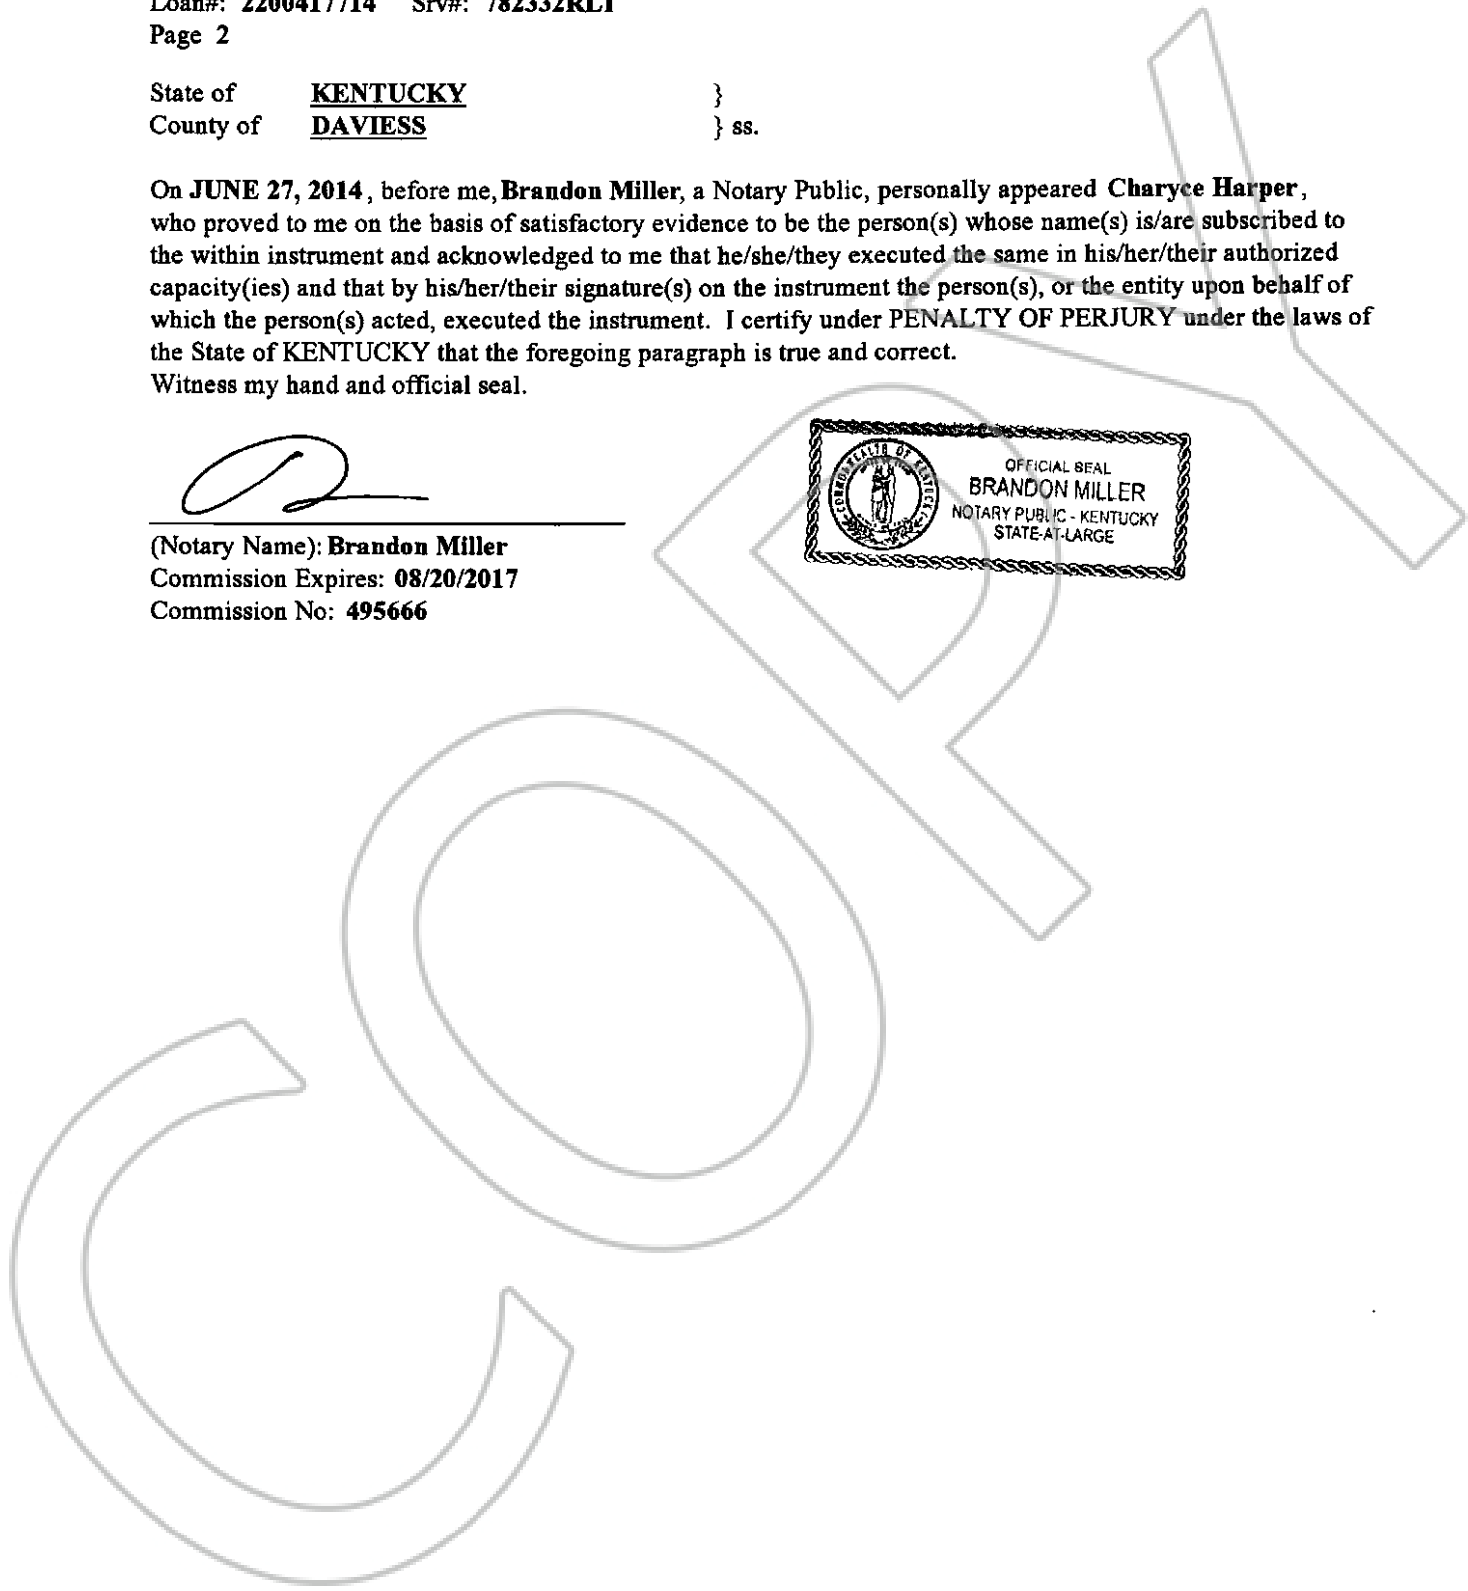 Loan#: 2200417714 Srv#: 782332RL1
Page 2
State of KENTUCKY }
County of DAVIESS } ss.
On JUNE 27, 2014, before me, Brandon Miller, a Notary Public, personally appeared Charyce Harper,
who proved to me on the basis of satisfactory evidence to be the person(s) whose name(s) is/are subscribed to
the within instrument and acknowledged to me that he/she/they executed the same in his/her/their authorized
capacity(ies) and that by his/her/their signature(s) on the instrument the person(s), or the entity upon behalf of
which the person(s) acted, executed the instrument. I certify under PENALTY OF PERJURY under the laws of
the State of KENTUCKY that the foregoing paragraph is true and correct.
Witness my hand and official seal.
COMMONWEALTH OF KENTUCKY
OFFICIAL SEAL
BRANDON MILLER
NOTARY PUBLIC - KENTUCKY
STATE-AT-LARGE
(Notary Name): Brandon Miller
Commission Expires: 08/20/2017
Commission No: 495666
COPY